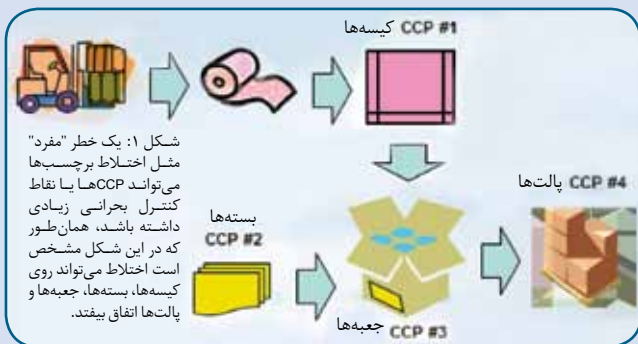 کیسه‌ها CCP #1
شکل ۱: یک خطر "مفرد"
مثل اختلاط برچسب‌ها
می‌تواند CCPها یا نقاط
کنترل بحرانی زیادی
داشته باشد، همان‌طور
که در این شکل مشخص
است اختلاط می‌تواند روی
کیسه‌ها، بسته‌ها، جعبه‌ها و
پالت‌ها اتفاق بیفتد.
بسته‌ها
CCP #2
جعبه‌ها CCP #3
پالت‌ها CCP #4